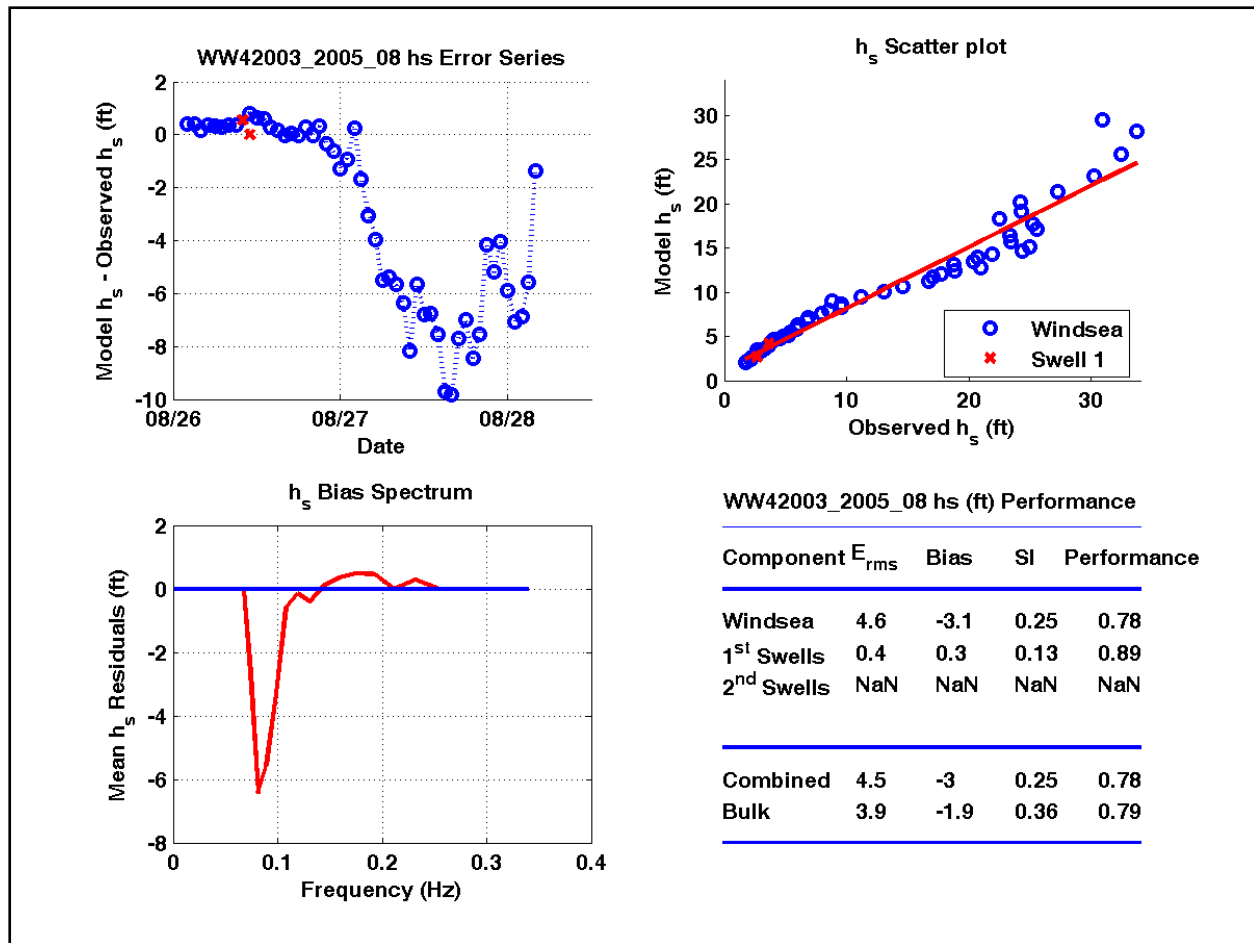 WW42003_2005_08 hs Error Series
Model hs - Observed hs (ft)
2
0
-2
-4
-6
-8
-10
08/26
08/27
08/28
Date
hs Scatter plot
Model hs (ft)
30
25
20
15
10
5
0
0
10
20
30
Observed hs (ft)
Windsea
Swell 1
hs Bias Spectrum
Mean hs Residuals (ft)
2
0
-2
-4
-6
-8
0
0.1
0.2
0.3
0.4
Frequency (Hz)
WW42003_2005_08 hs (ft) Performance
Component Erms Bias SI Performance
Windsea 4.6 -3.1 0.25 0.78
1st Swells 0.4 0.3 0.13 0.89
2nd Swells NaN NaN NaN NaN
Combined 4.5 -3 0.25 0.78
Bulk 3.9 -1.9 0.36 0.79